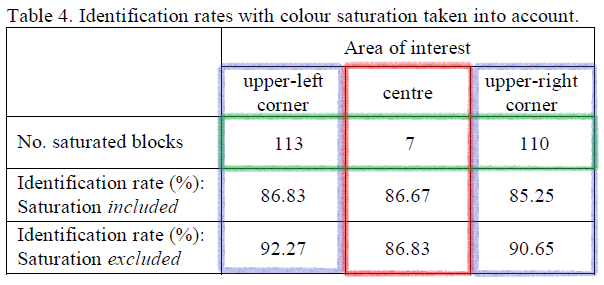 Table 4. Identification rates with colour saturation taken into account.
Area of interest
upper-left corner centre upper-right corner
No. saturated blocks 113 7 110
Identification rate (%):
Saturation included 86.83 86.67 85.25
Identification rate (%):
Saturation excluded 92.27 86.83 90.65